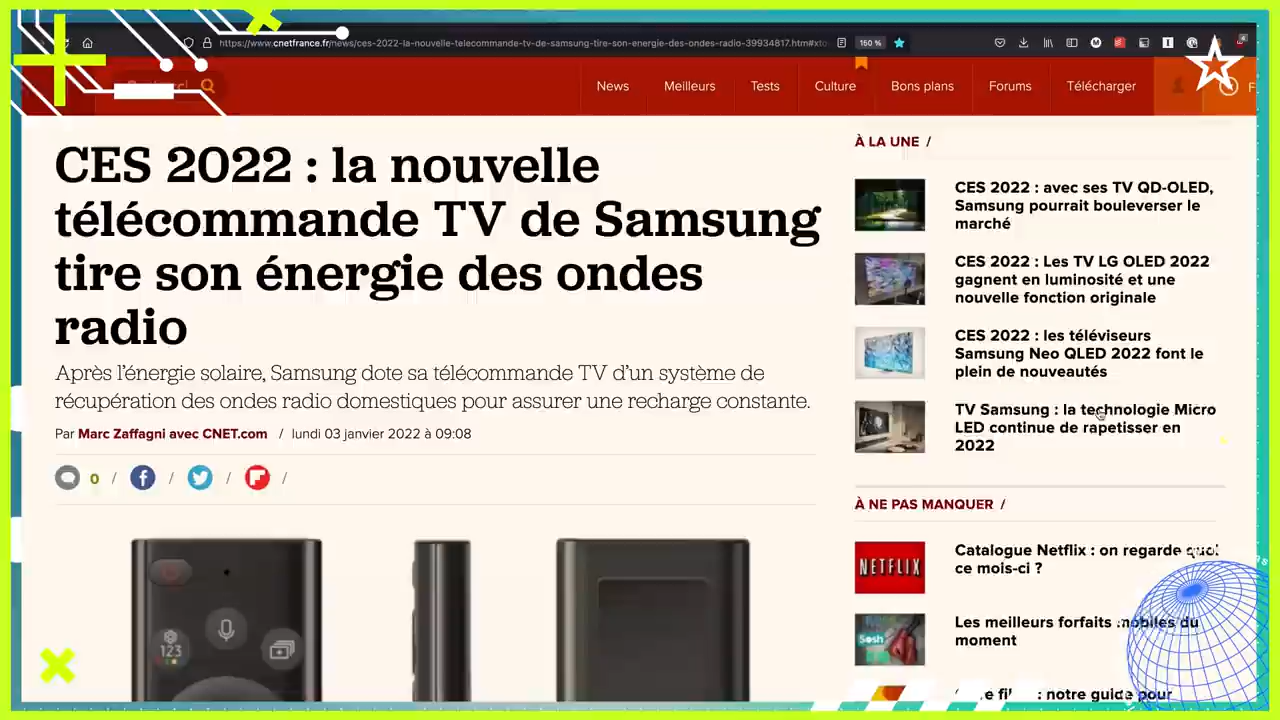 https://www.cnetfrance.fr/news/ces-2022-la-nouvelle-telecommande-tv-de-samsung-tire-son-energie-des-ondes-radio-39934817.htm#xto
150 %
News
Meilleurs
Tests
Culture
Bons plans
Forums
Télécharger
CES 2022 : la nouvelle
télécommande TV de Samsung
tire son énergie des ondes
radio
Après l'énergie solaire, Samsung dote sa télécommande TV d'un système de
récupération des ondes radio domestiques pour assurer une recharge constante.
Par Marc Zaffagni avec CNET.com / lundi 03 janvier 2022 à 09:08
0 / / / /
123
À LA UNE /
CES 2022 : avec ses TV QD-OLED,
Samsung pourrait bouleverser le
marché
CES 2022 : Les TV LG OLED 2022
gagnent en luminosité et une
nouvelle fonction originale
CES 2022 : les téléviseurs
Samsung Neo QLED 2022 font le
plein de nouveautés
TV Samsung : la technologie Micro
LED continue de rapetisser en
2022
À NE PAS MANQUER /
NETFLIX
Catalogue Netflix : on regarde quoi
ce mois-ci ?
Sosh
Les meilleurs forfaits mobiles du
moment
: notre guide pour